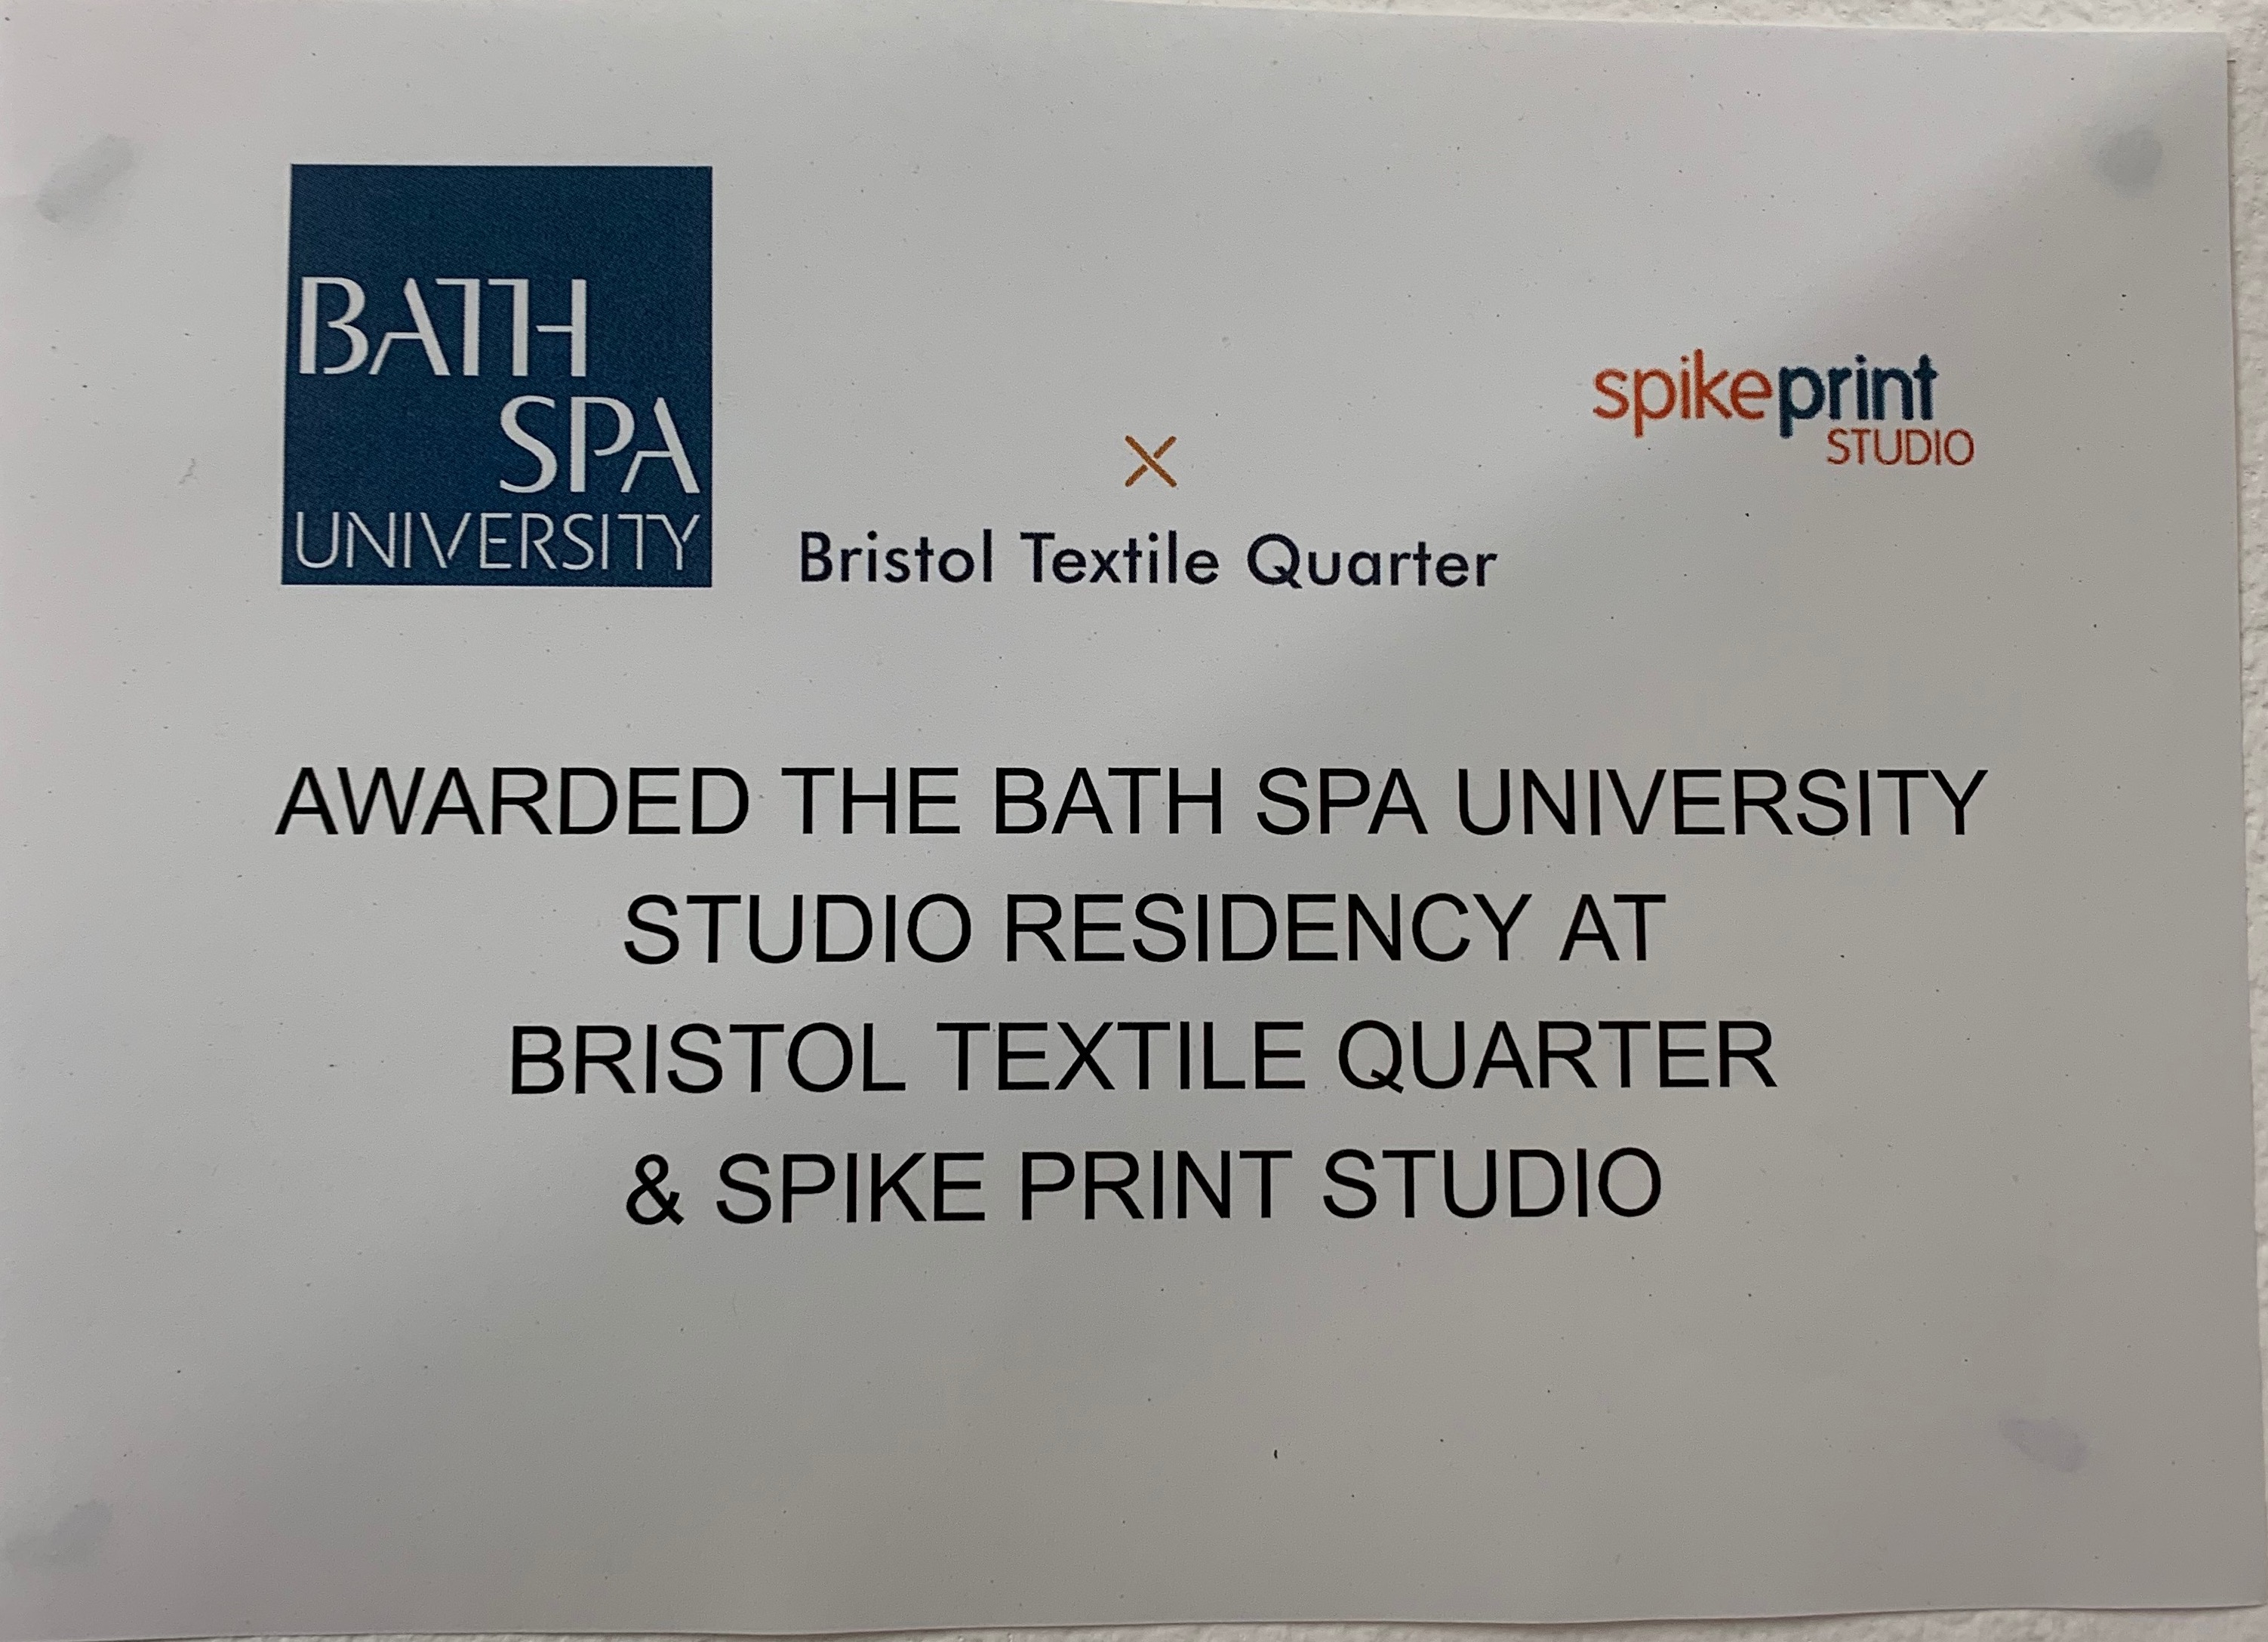 BATH
SPA
UNIVERSITY
Bristol Textile Quarter
spikeprint
STUDIO
AWARDED THE BATH SPA UNIVERSITY
STUDIO RESIDENCY AT
BRISTOL TEXTILE QUARTER
& SPIKE PRINT STUDIO